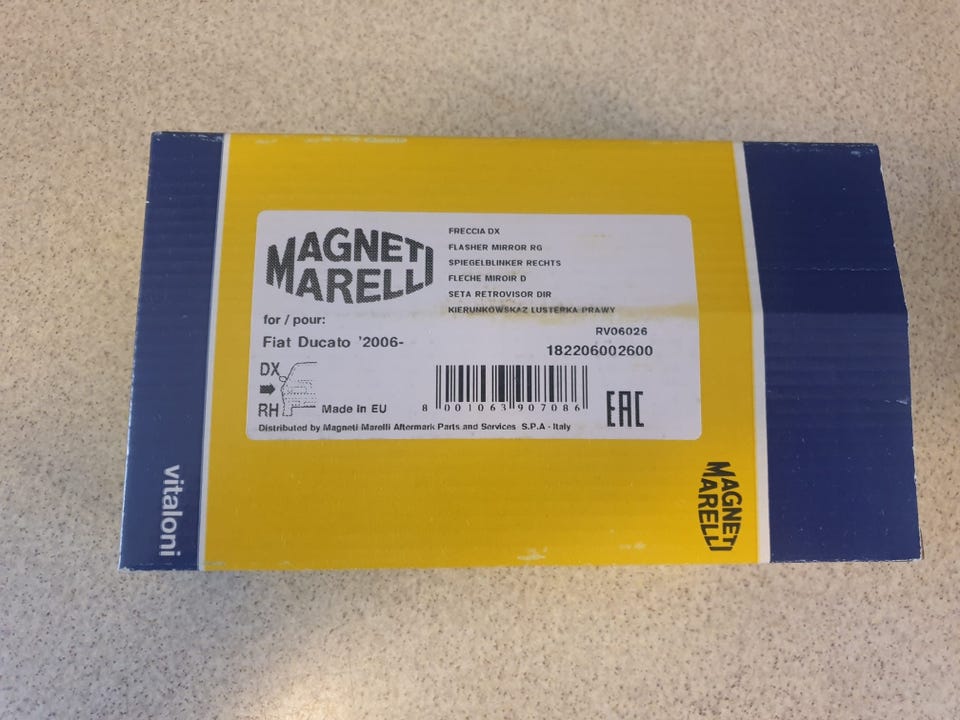 MAGNETI
MARELLI
FRECCIA DX
FLASHER MIRROR RG
SPIEGELBLINKER RECHTS
FLECHE MIROIR D
SETA RETROVISOR DIR
KIERUNKOWSKAZ LUSTERKA PRAWY
for / pour:
Fiat Ducato '2006-
RV06026
182206002600
DX
RH
Made in EU
8 001063 907086
EAC
Distributed by Magneti Marelli Aftermark Parts and Services S.P.A - Italy
vitaloni
MAGNETI
MARELLI